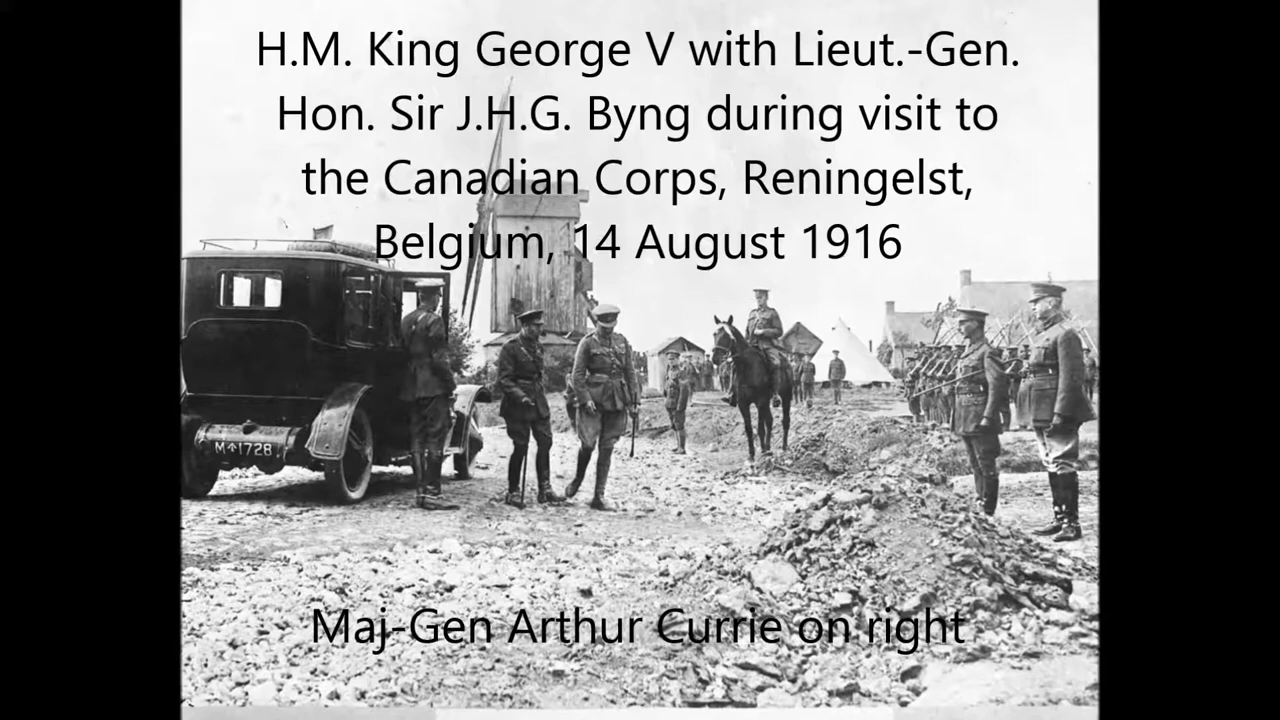 H.M. King George V with Lieut.-Gen.
Hon. Sir J.H.G. Byng during visit to
the Canadian Corps, Reningelst,
Belgium, 14 August 1916
M↑1728
Maj-Gen Arthur Currie on right